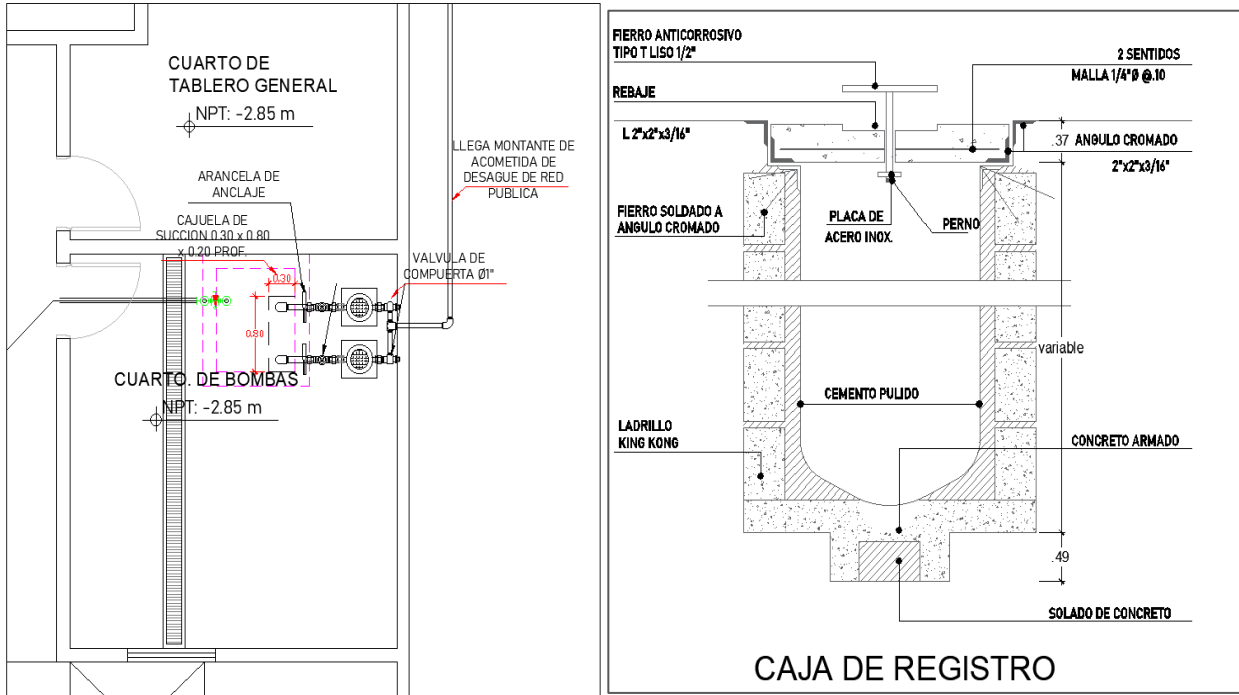 CUARTO DE
TABLERO GENERAL
NPT: -2.85 m
LLEGA MONTANTE DE
ACOMETIDA DE
DESAGUE DE RED
PUBLICA
ARANCELA DE
ANCLAJE
CAJUELA DE
SUCCION 0.30 x 0.80
x 0.20 PROF.
VALVULA DE
COMPUERTA Ø1"
0.30
0.80
CUARTO. DE BOMBAS
NPT: -2.85 m
FIERRO ANTICORROSIVO
TIPO T LISO 1/2"
2 SENTIDOS
MALLA 1/4"Ø @.10
REBAJE
L 2"x2"x3/16"
.37
ANGULO CROMADO
2"x2"x3/16"
FIERRO SOLDADO A
ANGULO CROMADO
PLACA DE
ACERO INOX.
PERNO
variable
CEMENTO PULIDO
LADRILLO
KING KONG
CONCRETO ARMADO
.49
SOLADO DE CONCRETO
CAJA DE REGISTRO